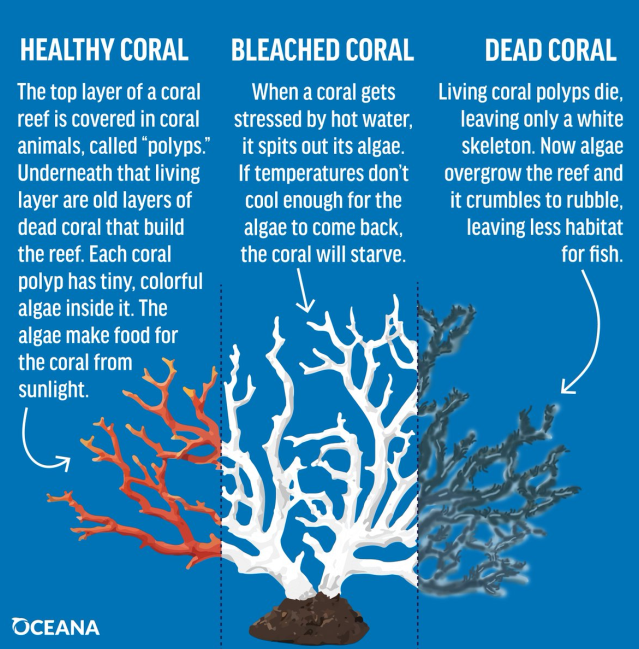 HEALTHY CORAL
The top layer of a coral
reef is covered in coral
animals, called “polyps.”
Underneath that living
layer are old layers of
dead coral that build
the reef. Each coral
polyp has tiny, colorful
algae inside it. The
algae make food for
the coral from
sunlight.
BLEACHED CORAL
When a coral gets
stressed by hot water,
it spits out its algae.
If temperatures don’t
cool enough for the
algae to come back,
the coral will starve.
DEAD CORAL
Living coral polyps die,
leaving only a white
skeleton. Now algae
overgrow the reef and
it crumbles to rubble,
leaving less habitat
for fish.
OCEANA